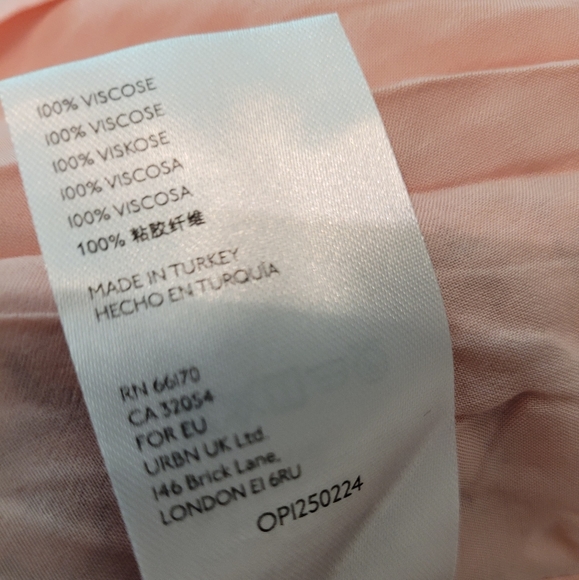 100% VISCOSE
100% VISCOSE
100% VISKOSE
100% VISCOSA
100% VISCOSA
100% 粘胶纤维
MADE IN TURKEY
HECHO EN TURQUÍA
RN 66170
CA 32054
FOR EU
URBN UK Ltd.
146 Brick Lane,
LONDON E1 6RU
OP1250224